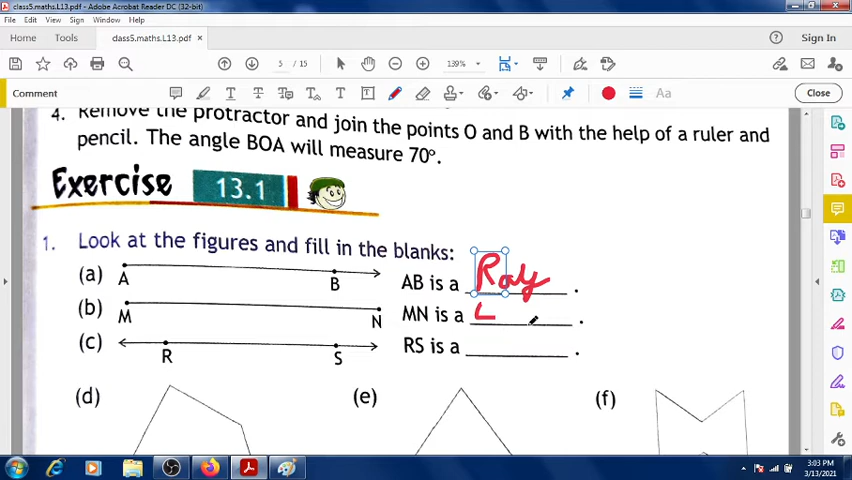 class5.maths.L13.pdf - Adobe Acrobat Reader DC (32-bit)
File Edit View Sign Window Help
Home Tools class5.maths.L13.pdf × Sign In
5 / 15 139%
Comment Close
4. Remove the protractor and join the points O and B with the help of a ruler and
pencil. The angle BOA will measure 70°.
Exercise 13.1
1. Look at the figures and fill in the blanks:
(a) A B AB is a Ray .
(b) M N MN is a L .
(c) R S RS is a .
(d) (e) (f)
3:03 PM
3/13/2021